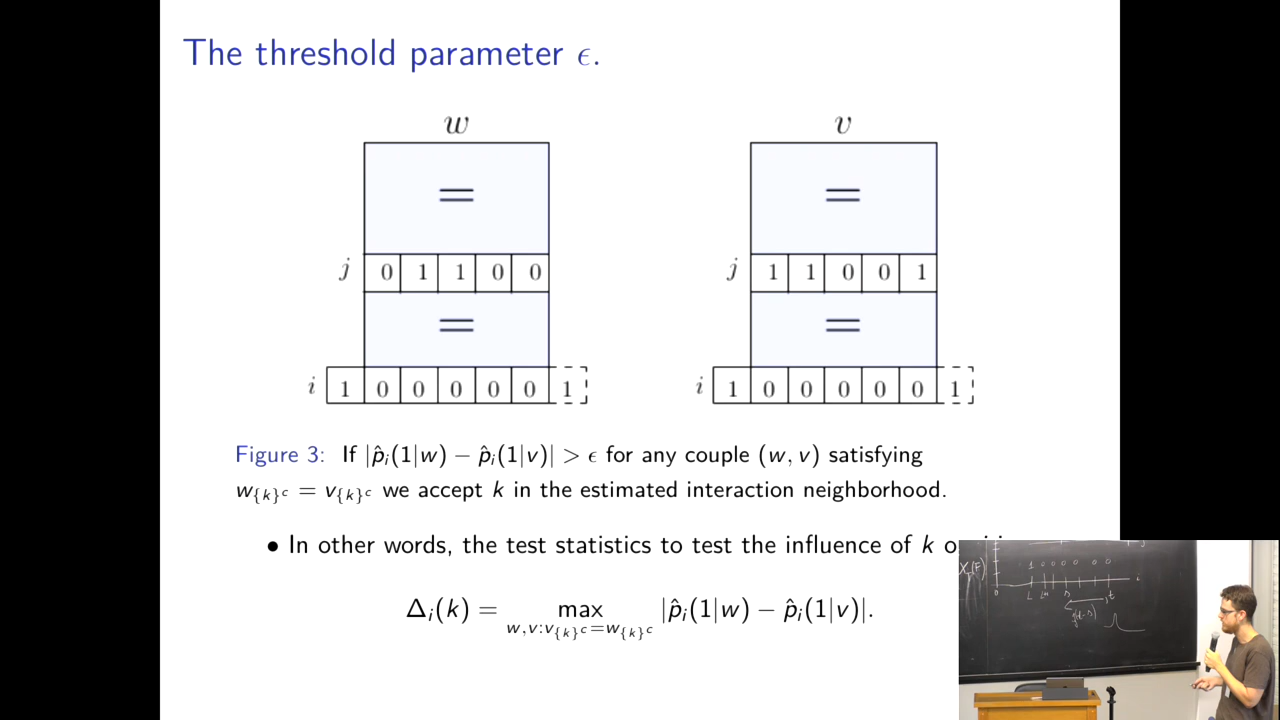 The threshold parameter ϵ.
w v
= =
j 0 1 1 0 0 j 1 1 0 0 1
= =
i 1 0 0 0 0 0 1 i 1 0 0 0 0 0 1
Figure 3: If |p̂ᵢ(1|w) − p̂ᵢ(1|v)| > ϵ for any couple (w, v) satisfying
w_{k}ᶜ = v_{k}ᶜ we accept k in the estimated interaction neighborhood.
• In other words, the test statistics to test the influence of k
Δᵢ(k) = max |p̂ᵢ(1|w) − p̂ᵢ(1|v)|.
w,v:v_{k}ᶜ=w_{k}ᶜ